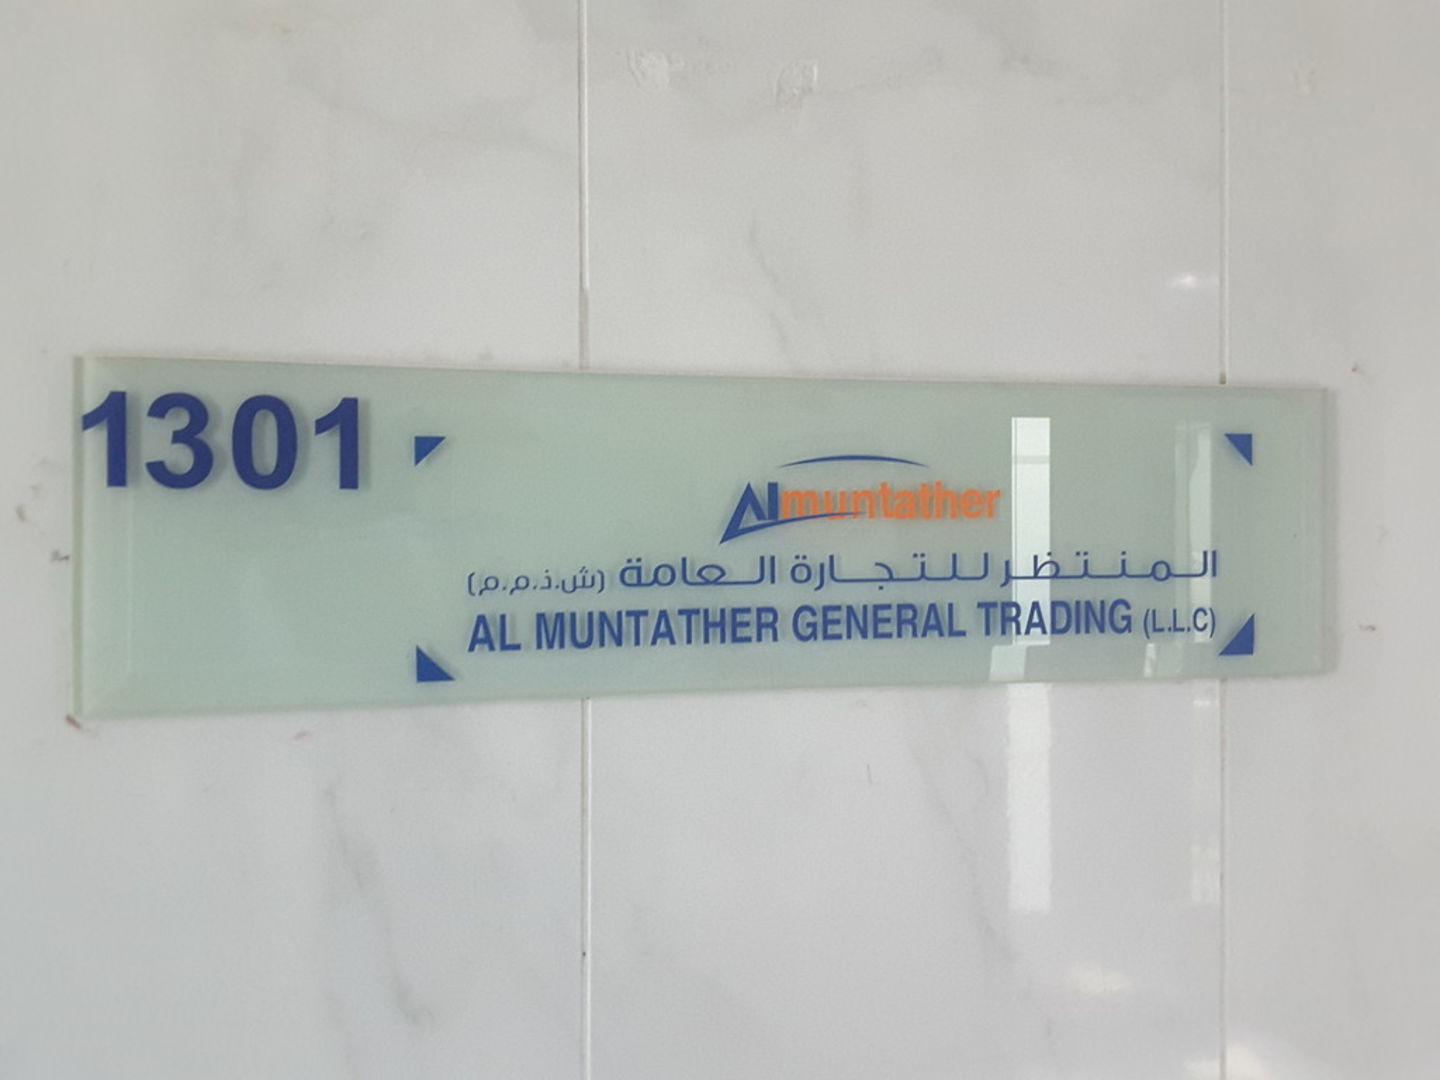 1301
Almuntather
المنتظر للتجارة العامة (ش.ذ.م.م)
AL MUNTATHER GENERAL TRADING (L.L.C)